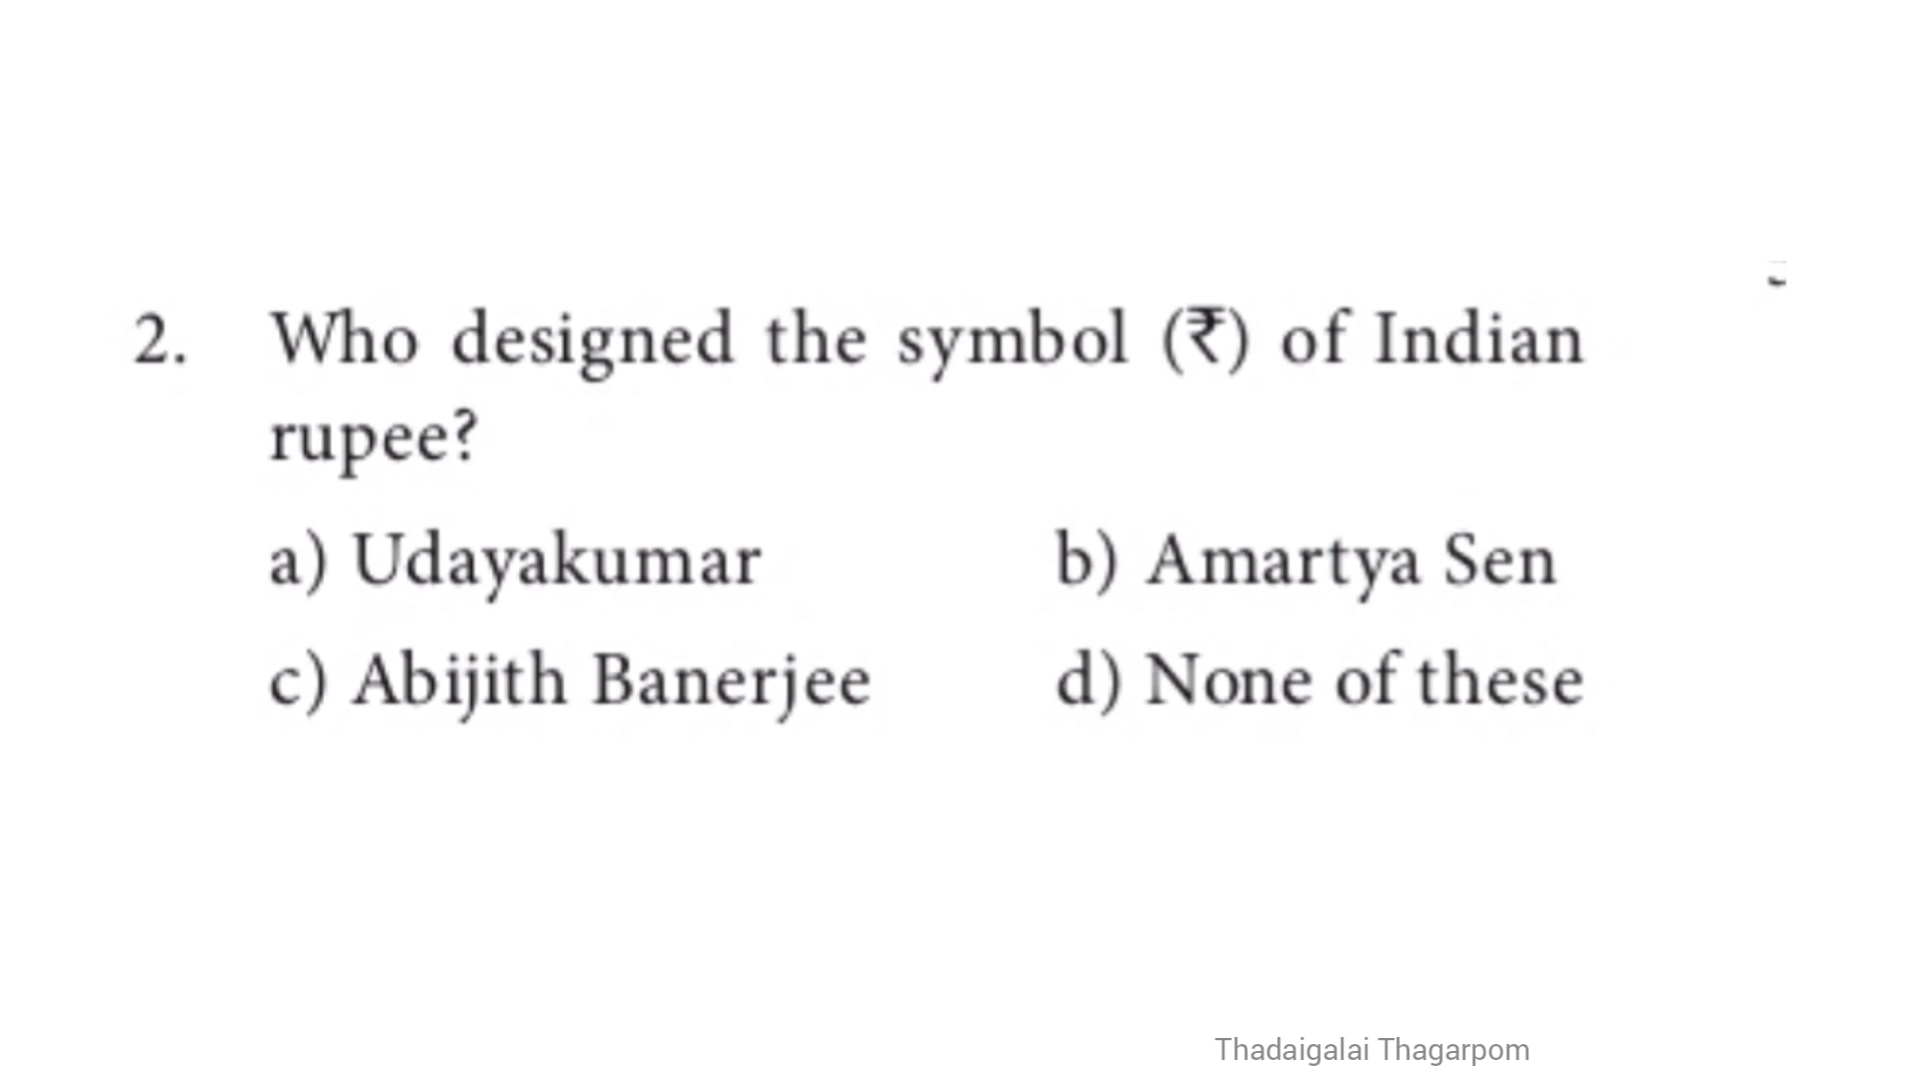 2. Who designed the symbol (₹) of Indian
rupee?
a) Udayakumar b) Amartya Sen
c) Abijith Banerjee d) None of these
Thadaigalai Thagarpom